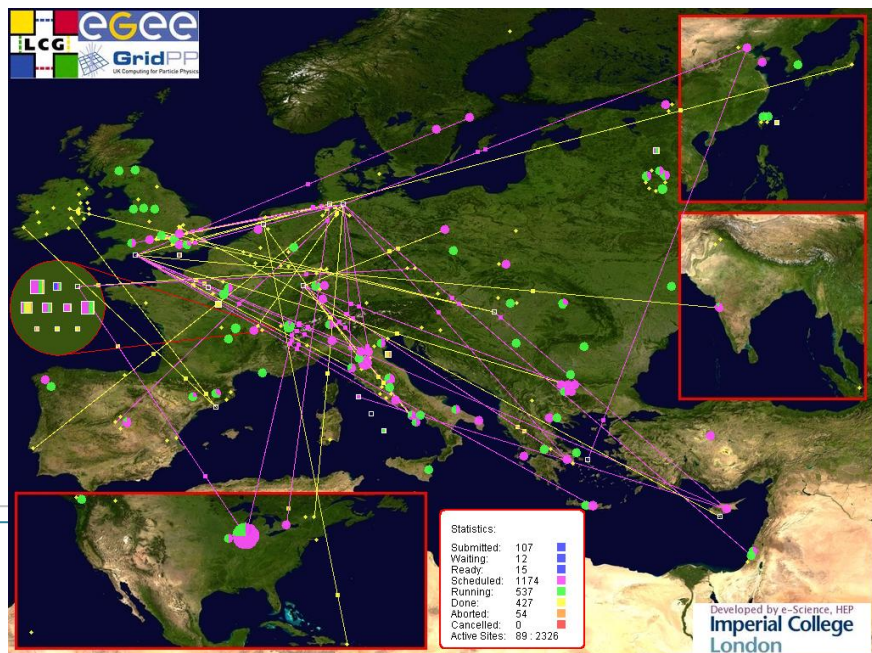 LCG
eGee
GridPP
UK Computing for Particle Physics
Statistics:
Submitted: 107
Waiting: 12
Ready: 15
Scheduled: 1174
Running: 537
Done: 427
Aborted: 54
Cancelled: 0
Active Sites: 89 : 2326
Developed by e-Science, HEP
Imperial College
London